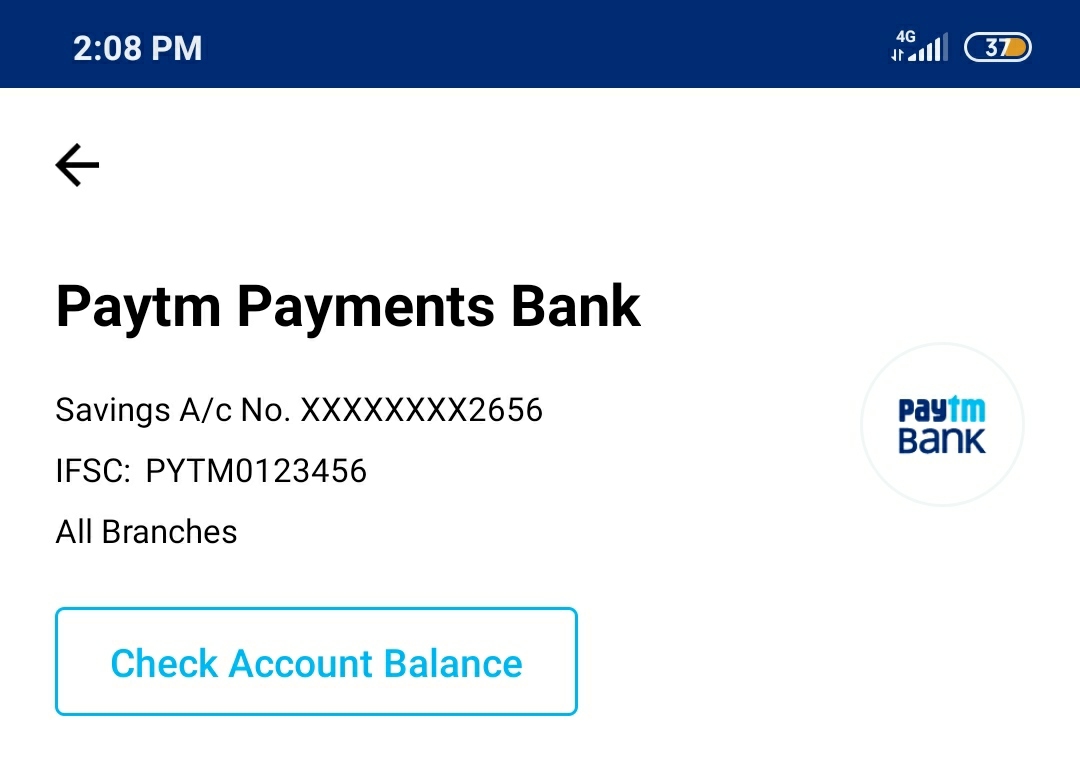 2:08 PM
4G
37
Paytm Payments Bank
Savings A/c No. XXXXXXXX2656
IFSC: PYTM0123456
All Branches
paytm
BANK
Check Account Balance